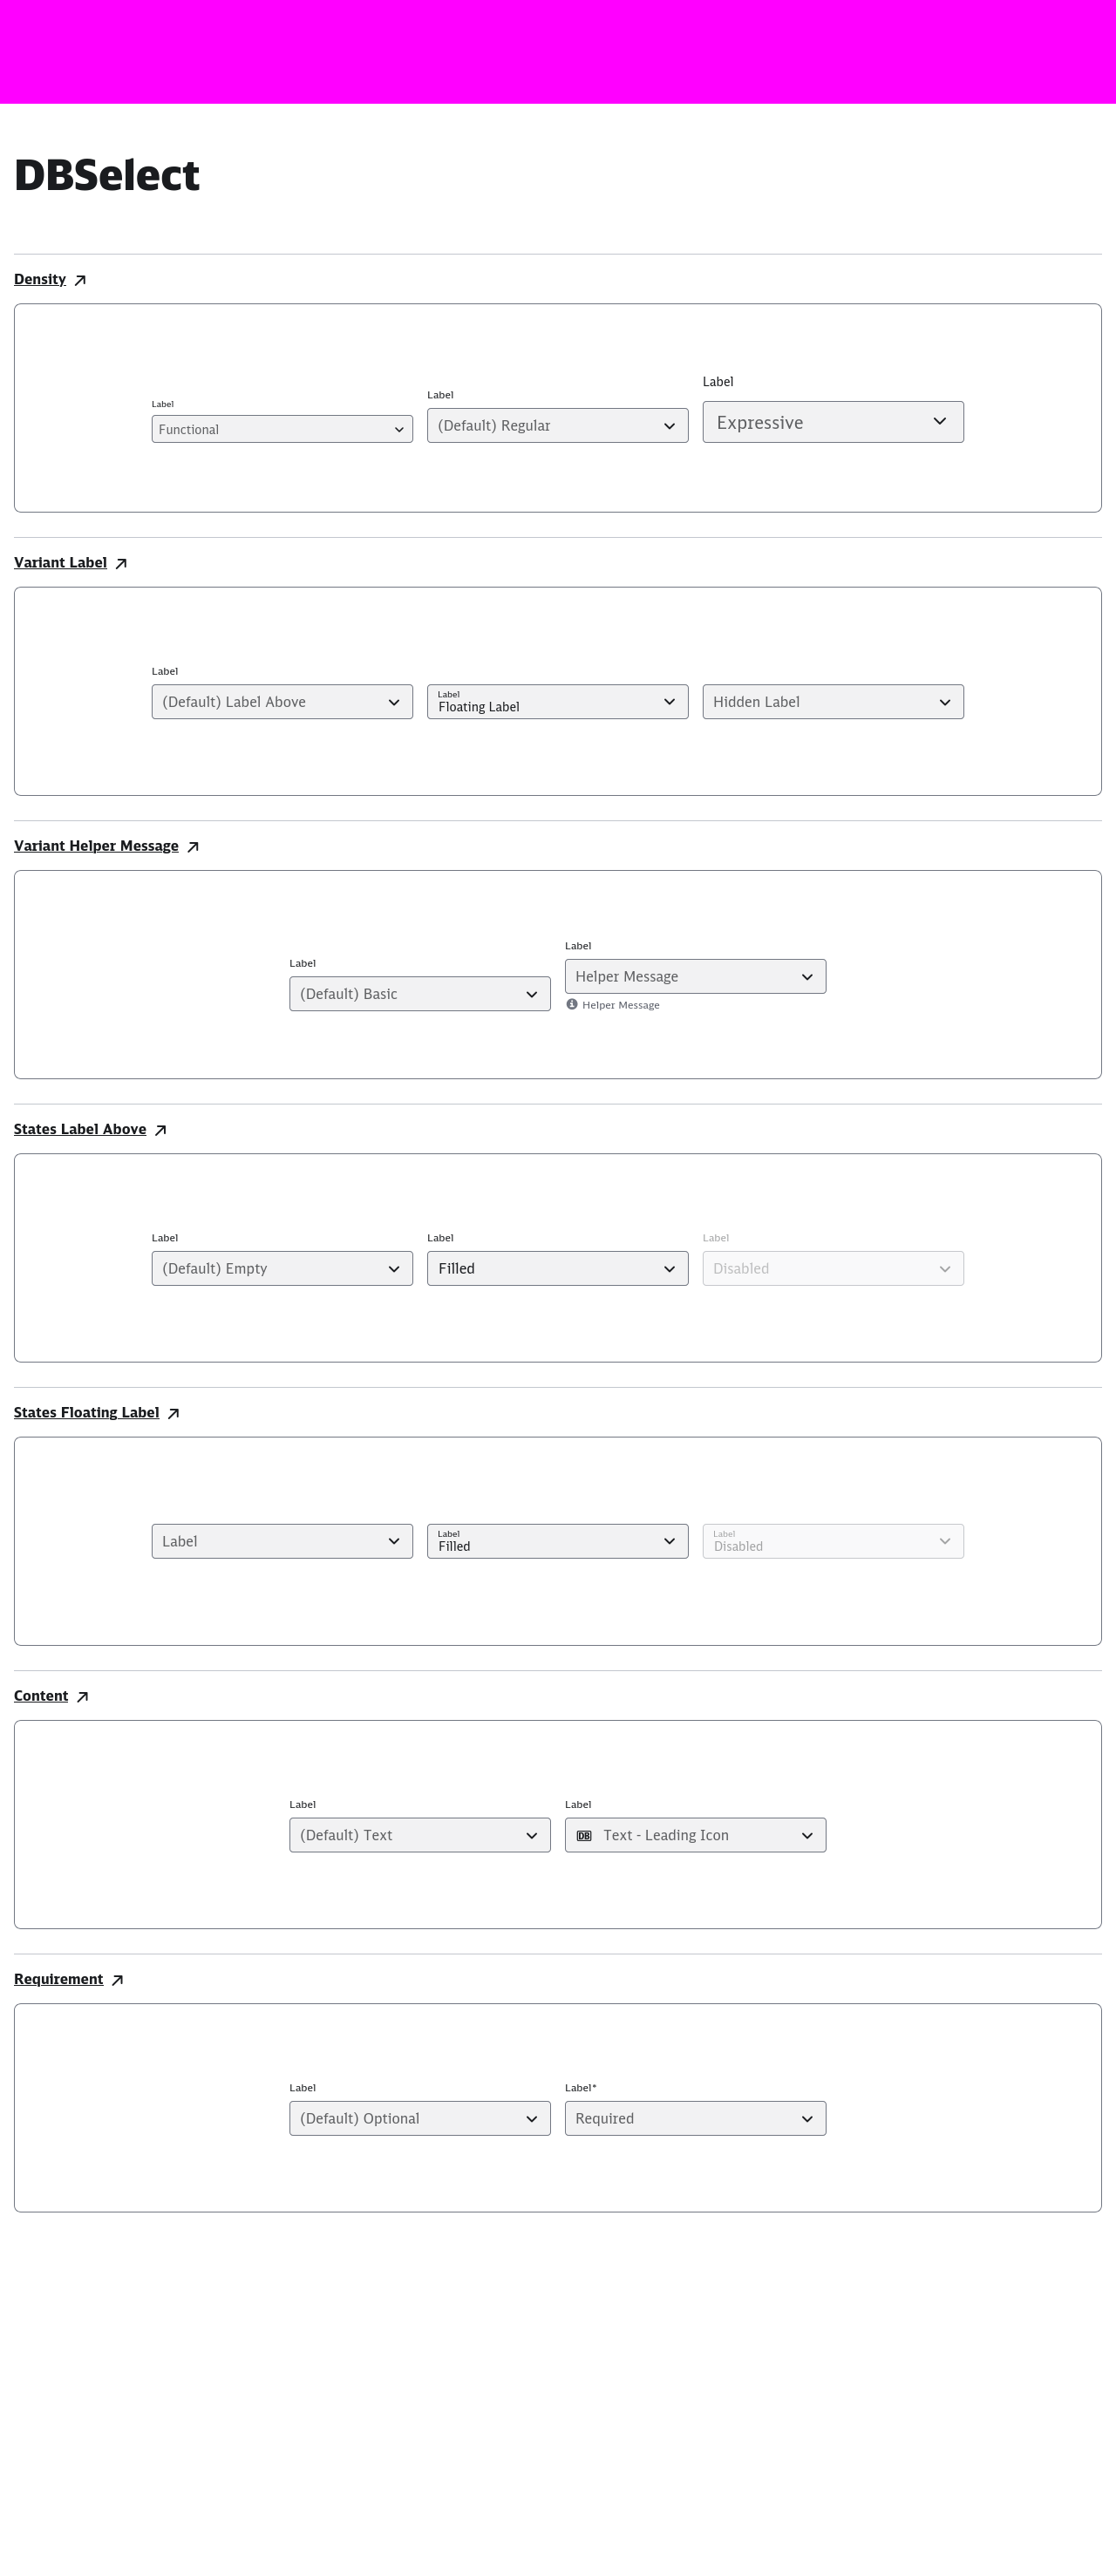 DBSelect
Density
Label
Label
Label
Functional
(Default) Regular
Expressive
Variant Label
Label
(Default) Label Above
Label
Floating Label
Hidden Label
Variant Helper Message
Label
Label
(Default) Basic
Helper Message
Helper Message
States Label Above
Label
Label
Label
(Default) Empty
Filled
Disabled
States Floating Label
Label
Label
Filled
Label
Disabled
Content
Label
Label
(Default) Text
DB Text - Leading Icon
Requirement
Label
Label*
(Default) Optional
Required